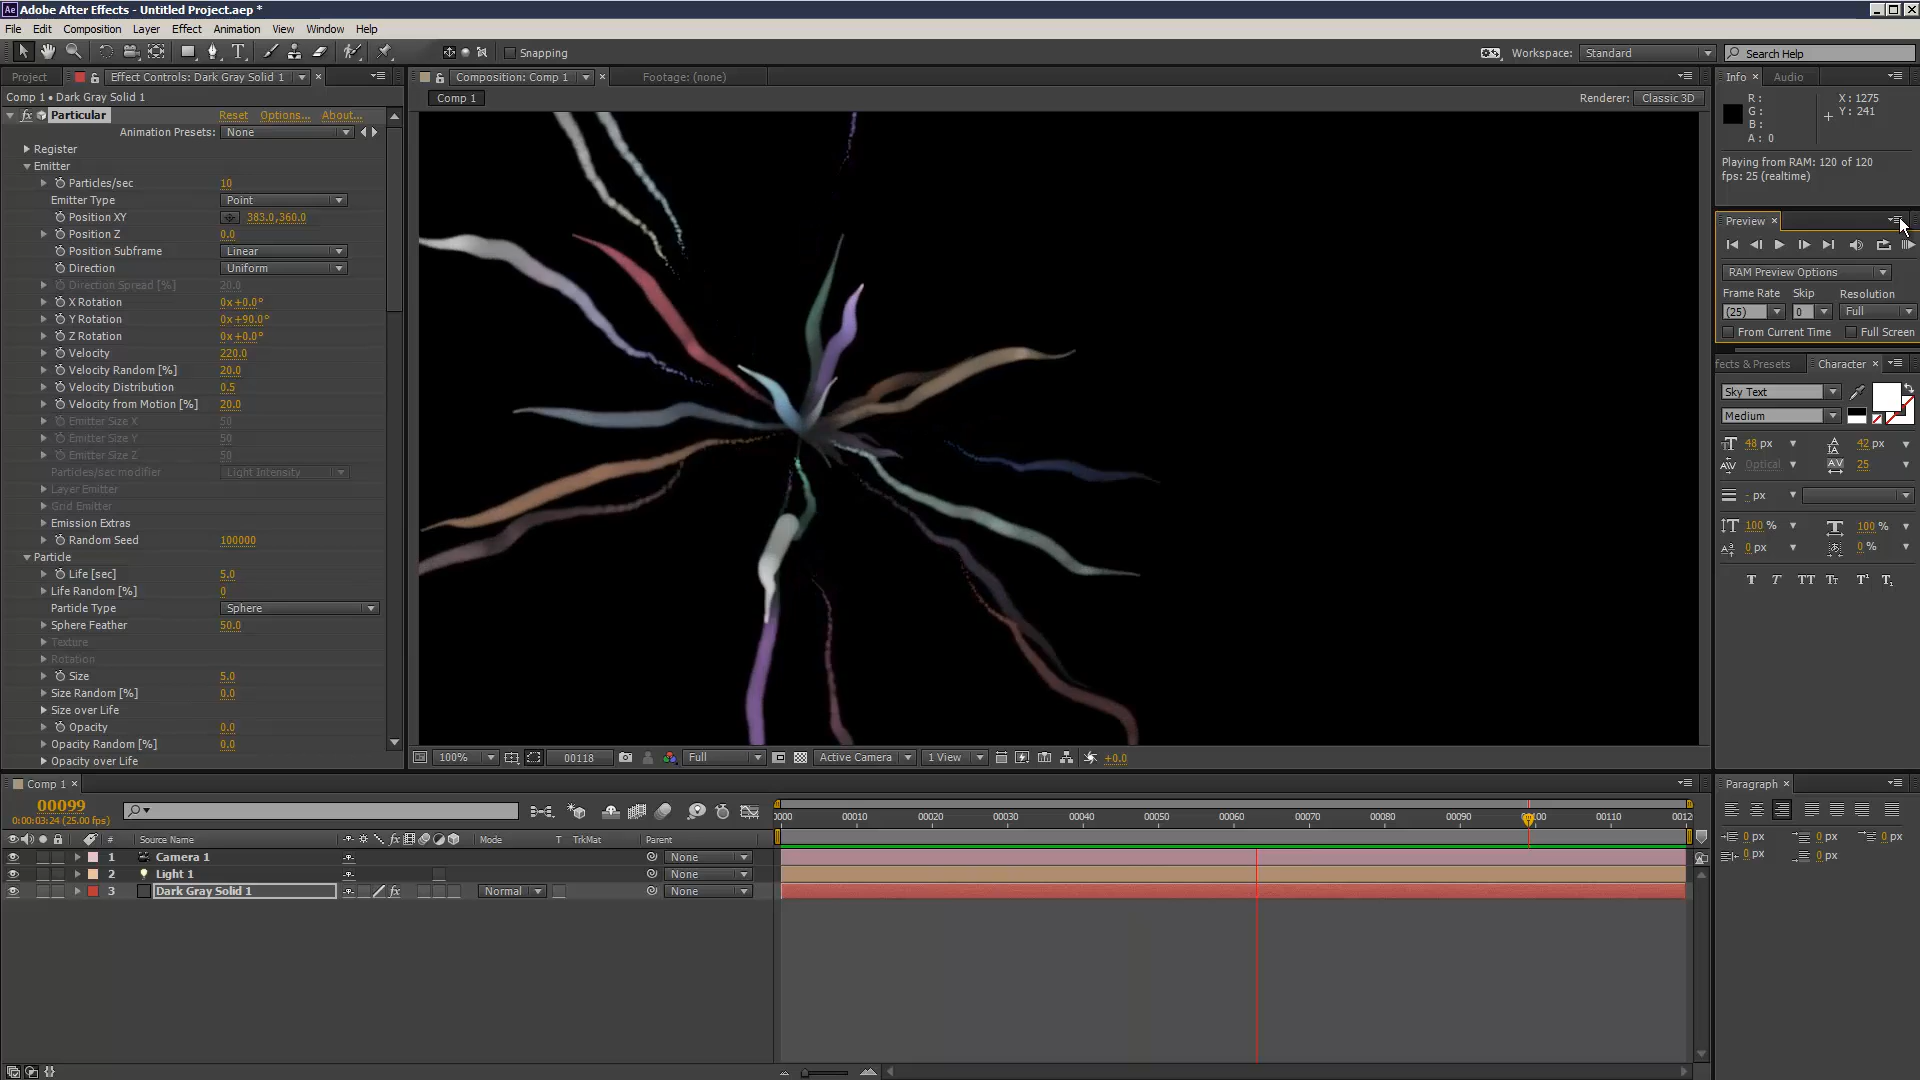 Adobe After Effects - Untitled Project.aep *
File Edit Composition Layer Effect Animation View Window Help
Snapping
Workspace: Standard
Search Help
Project
Effect Controls: Dark Gray Solid 1
Comp 1 • Dark Gray Solid 1
fx Particular Reset Options... About...
Animation Presets: None
Register
Emitter
Particles/sec 10
Emitter Type Point
Position XY 383.0,360.0
Position Z 0.0
Position Subframe Linear
Direction Uniform
Direction Spread [%] 20.0
X Rotation 0x+0.0°
Y Rotation 0x+90.0°
Z Rotation 0x+0.0°
Velocity 220.0
Velocity Random [%] 20.0
Velocity Distribution 0.5
Velocity from Motion [%] 20.0
Emitter Size X 50
Emitter Size Y 50
Emitter Size Z 50
Particles/sec modifier Light Intensity
Layer Emitter
Grid Emitter
Emission Extras
Random Seed 100000
Particle
Life [sec] 5.0
Life Random [%] 0
Particle Type Sphere
Sphere Feather 50.0
Texture
Rotation
Size 5.0
Size Random [%] 0.0
Size over Life
Opacity 0.0
Opacity Random [%] 0.0
Opacity over Life
Composition: Comp 1
Footage: (none)
Comp 1
Renderer: Classic 3D
100%
00118
Full
Active Camera
1 View
+0.0
Info
Audio
R :
G :
B :
A : 0
X : 1275
Y : 241
Playing from RAM: 120 of 120
fps: 25 (realtime)
Preview
RAM Preview Options
Frame Rate Skip Resolution
(25) 0 Full
From Current Time Full Screen
fects & Presets
Character
Sky Text
Medium
48 px 42 px
Optical 25
- px
100 % 100 %
0 px 0 %
T T TT Tt T¹ T₁
Comp 1
00099
0:00:03:24 (25.00 fps)
# Source Name Mode T TrkMat Parent
0000 00010 00020 00030 00040 00050 00060 00070 00080 00090 00100 00110 0012
1 Camera 1 None
2 Light 1 None
3 Dark Gray Solid 1 fx Normal None
Paragraph
0 px 0 px 0 px
0 px 0 px